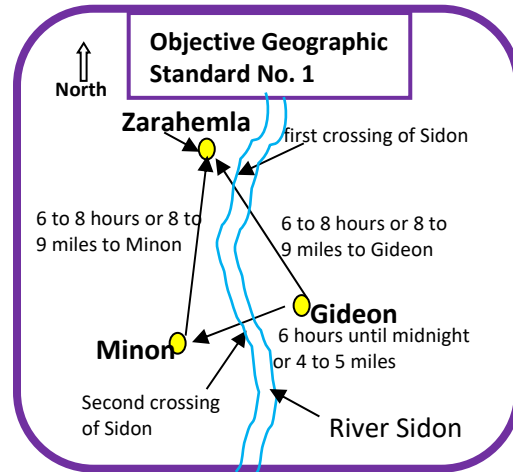 Objective Geographic
Standard No. 1
North
Zarahemla
first crossing of Sidon
6 to 8 hours or 8 to
9 miles to Minon
6 to 8 hours or 8 to
9 miles to Gideon
Gideon
Minon
6 hours until midnight
or 4 to 5 miles
Second crossing
of Sidon
River Sidon